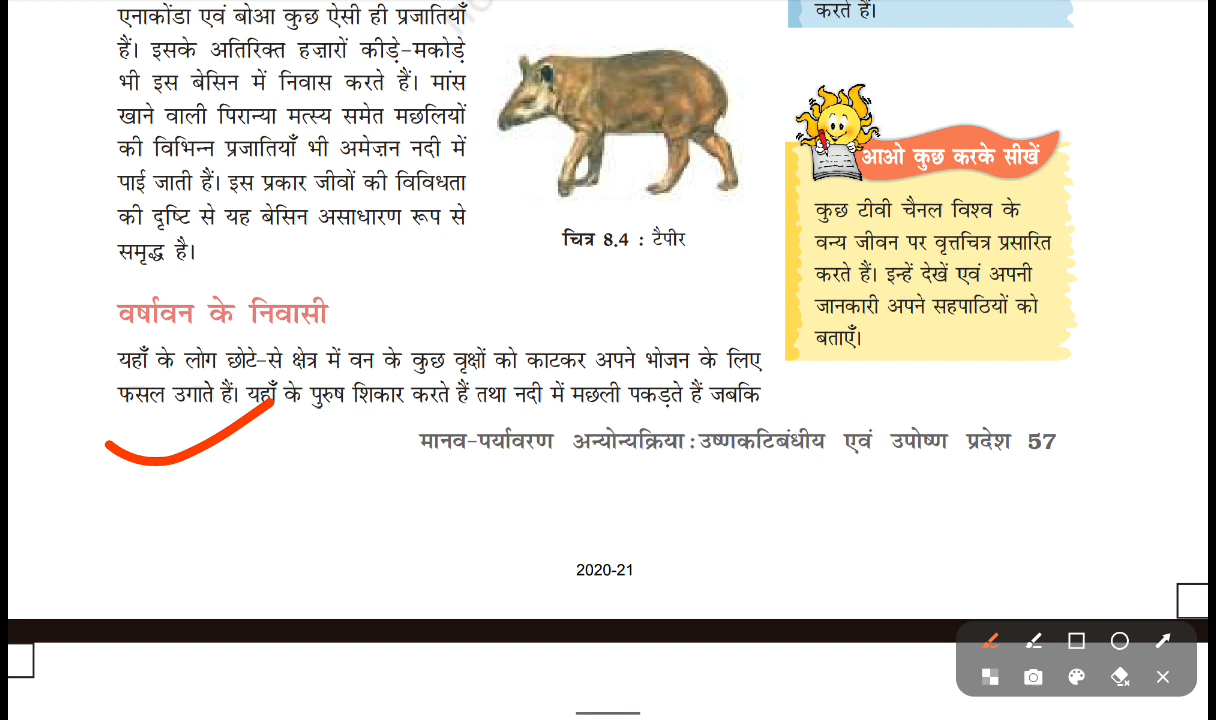 एनाकोंडा एवं बोआ कुछ ऐसी ही प्रजातियाँ
हैं। इसके अतिरिक्त हज़ारों कीड़े-मकोड़े
भी इस बेसिन में निवास करते हैं। मांस
खाने वाली पिरान्या मत्स्य समेत मछलियों
की विभिन्न प्रजातियाँ भी अमेज़न नदी में
पाई जाती हैं। इस प्रकार जीवों की विविधता
की दृष्टि से यह बेसिन असाधारण रूप से
समृद्ध है।
चित्र 8.4 : टैपीर
करते हैं।
आओ कुछ करके सीखें
कुछ टीवी चैनल विश्व के
वन्य जीवन पर वृत्तचित्र प्रसारित
करते हैं। इन्हें देखें एवं अपनी
जानकारी अपने सहपाठियों को
बताएँ।
वर्षावन के निवासी
यहाँ के लोग छोटे-से क्षेत्र में वन के कुछ वृक्षों को काटकर अपने भोजन के लिए
फसल उगाते हैं। यहाँ के पुरुष शिकार करते हैं तथा नदी में मछली पकड़ते हैं जबकि
मानव-पर्यावरण अन्योन्यक्रिया : उष्णकटिबंधीय एवं उपोष्ण प्रदेश 57
2020-21